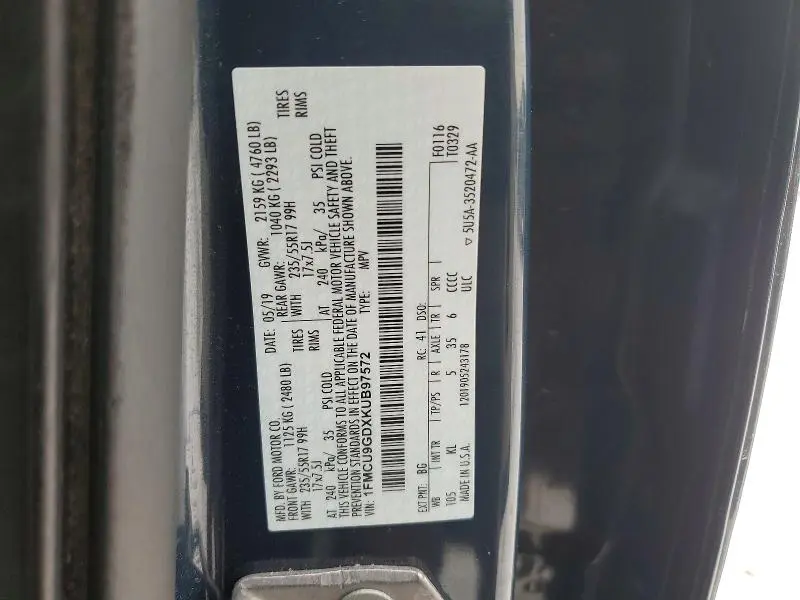 MFD. BY FORD MOTOR CO.
DATE: 05/19 GVWR: 2159 KG ( 4760 LB)
FRONT GAWR: 1125 KG ( 2480 LB) REAR GAWR: 1040 KG ( 2293 LB)
WITH 235/55R17 99H TIRES WITH 235/55R17 99H TIRES
17x7.5J RIMS 17x7.5J RIMS
AT 240 kPa/ 35 PSI COLD AT 240 kPa/ 35 PSI COLD
THIS VEHICLE CONFORMS TO ALL APPLICABLE FEDERAL MOTOR VEHICLE SAFETY AND THEFT
PREVENTION STANDARDS IN EFFECT ON THE DATE OF MANUFACTURE SHOWN ABOVE.
VIN: 1FMCU9GDXKUB97572 TYPE: MPV
F0116
EXT PNT: BG RC: 41 DSO: T0329
WB INT TR TP/PS R AXLE TR SPR
105 KL 5 35 6 CCCC
MADE IN U.S.A. 1201905243178 ULC
▽ 5U5A-3520472-AA